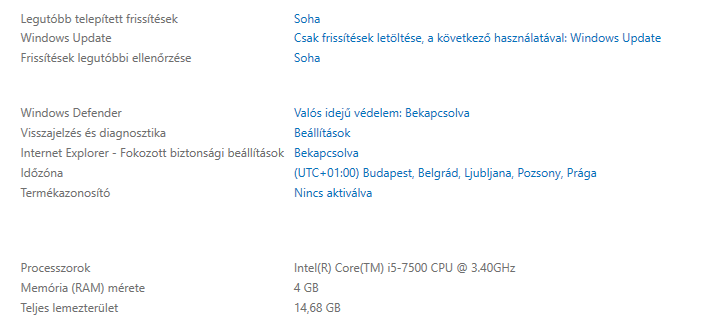 Legutóbb telepített frissítések Soha
Windows Update Csak frissítések letöltése, a következő használatával: Windows Update
Frissítések legutóbbi ellenőrzése Soha
Windows Defender Valós idejű védelem: Bekapcsolva
Visszajelzés és diagnosztika Beállítások
Internet Explorer - Fokozott biztonsági beállítások Bekapcsolva
Időzóna (UTC+01:00) Budapest, Belgrád, Ljubljana, Pozsony, Prága
Termékazonosító Nincs aktiválva
Processzorok Intel(R) Core(TM) i5-7500 CPU @ 3.40GHz
Memória (RAM) mérete 4 GB
Teljes lemezterület 14,68 GB